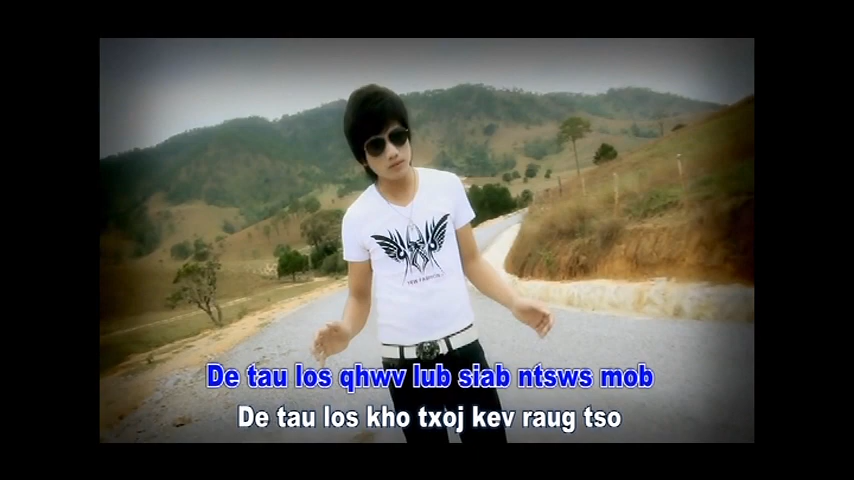 De tau los qhwv lub siab ntsws mob
De tau los kho txoj kev raug tso